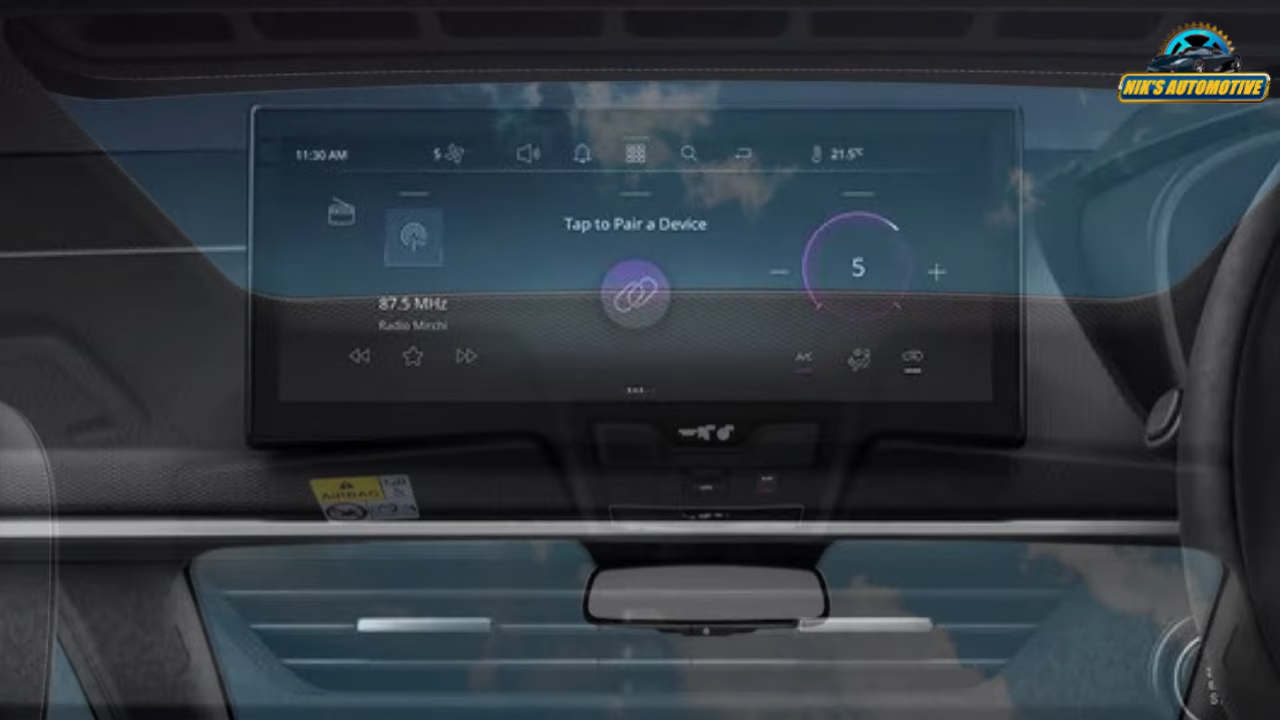 NIK'S AUTOMOTIVE
11:30 AM
5
21.5°C
Tap to Pair a Device
5
87.5 MHz
Radio Mirchi
A/C
AIRBAG